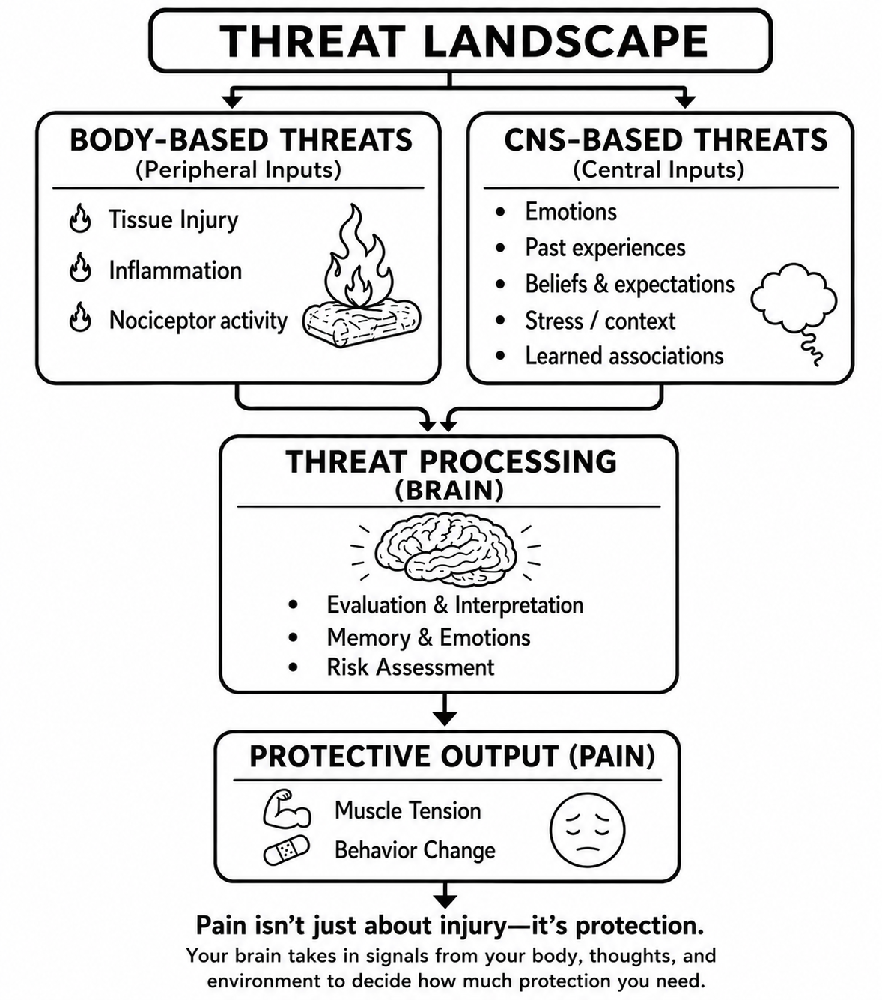 THREAT LANDSCAPE
BODY-BASED THREATS
(Peripheral Inputs)
Tissue Injury
Inflammation
Nociceptor activity
CNS-BASED THREATS
(Central Inputs)
• Emotions
• Past experiences
• Beliefs & expectations
• Stress / context
• Learned associations
THREAT PROCESSING
(BRAIN)
• Evaluation & Interpretation
• Memory & Emotions
• Risk Assessment
PROTECTIVE OUTPUT (PAIN)
Muscle Tension
Behavior Change
Pain isn't just about injury—it's protection.
Your brain takes in signals from your body, thoughts, and
environment to decide how much protection you need.